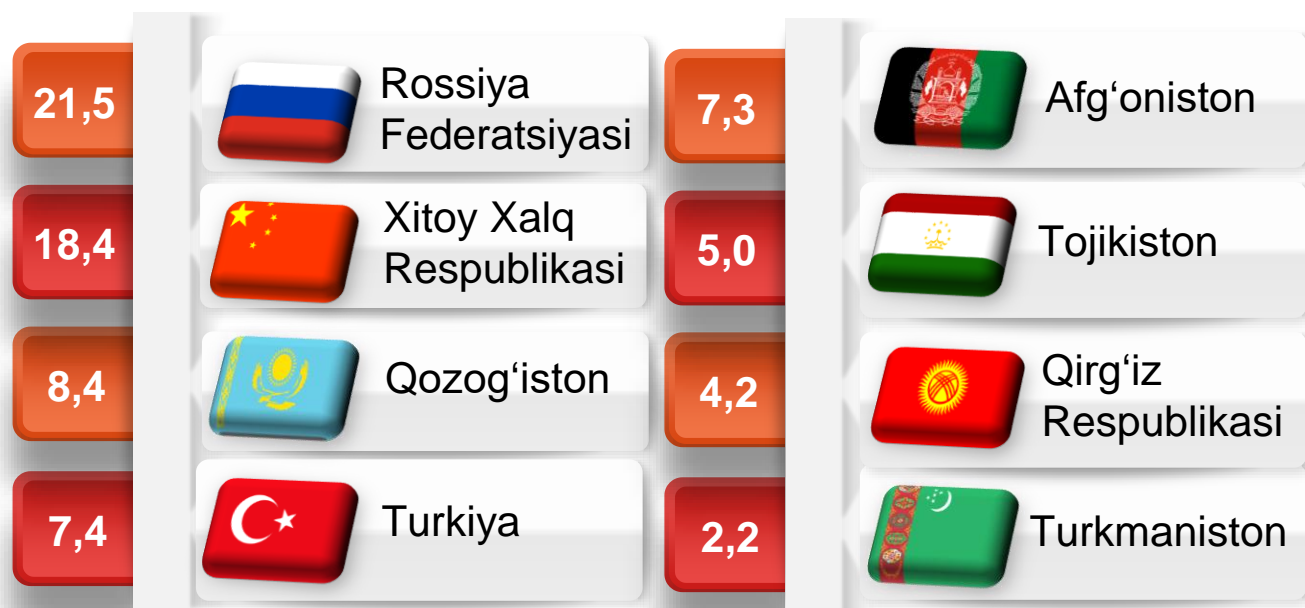 21,5
Rossiya
Federatsiyasi
18,4
Xitoy Xalq
Respublikasi
8,4
Qozog‘iston
7,4
Turkiya
7,3
Afg‘oniston
5,0
Tojikiston
4,2
Qirg‘iz
Respublikasi
2,2
Turkmaniston